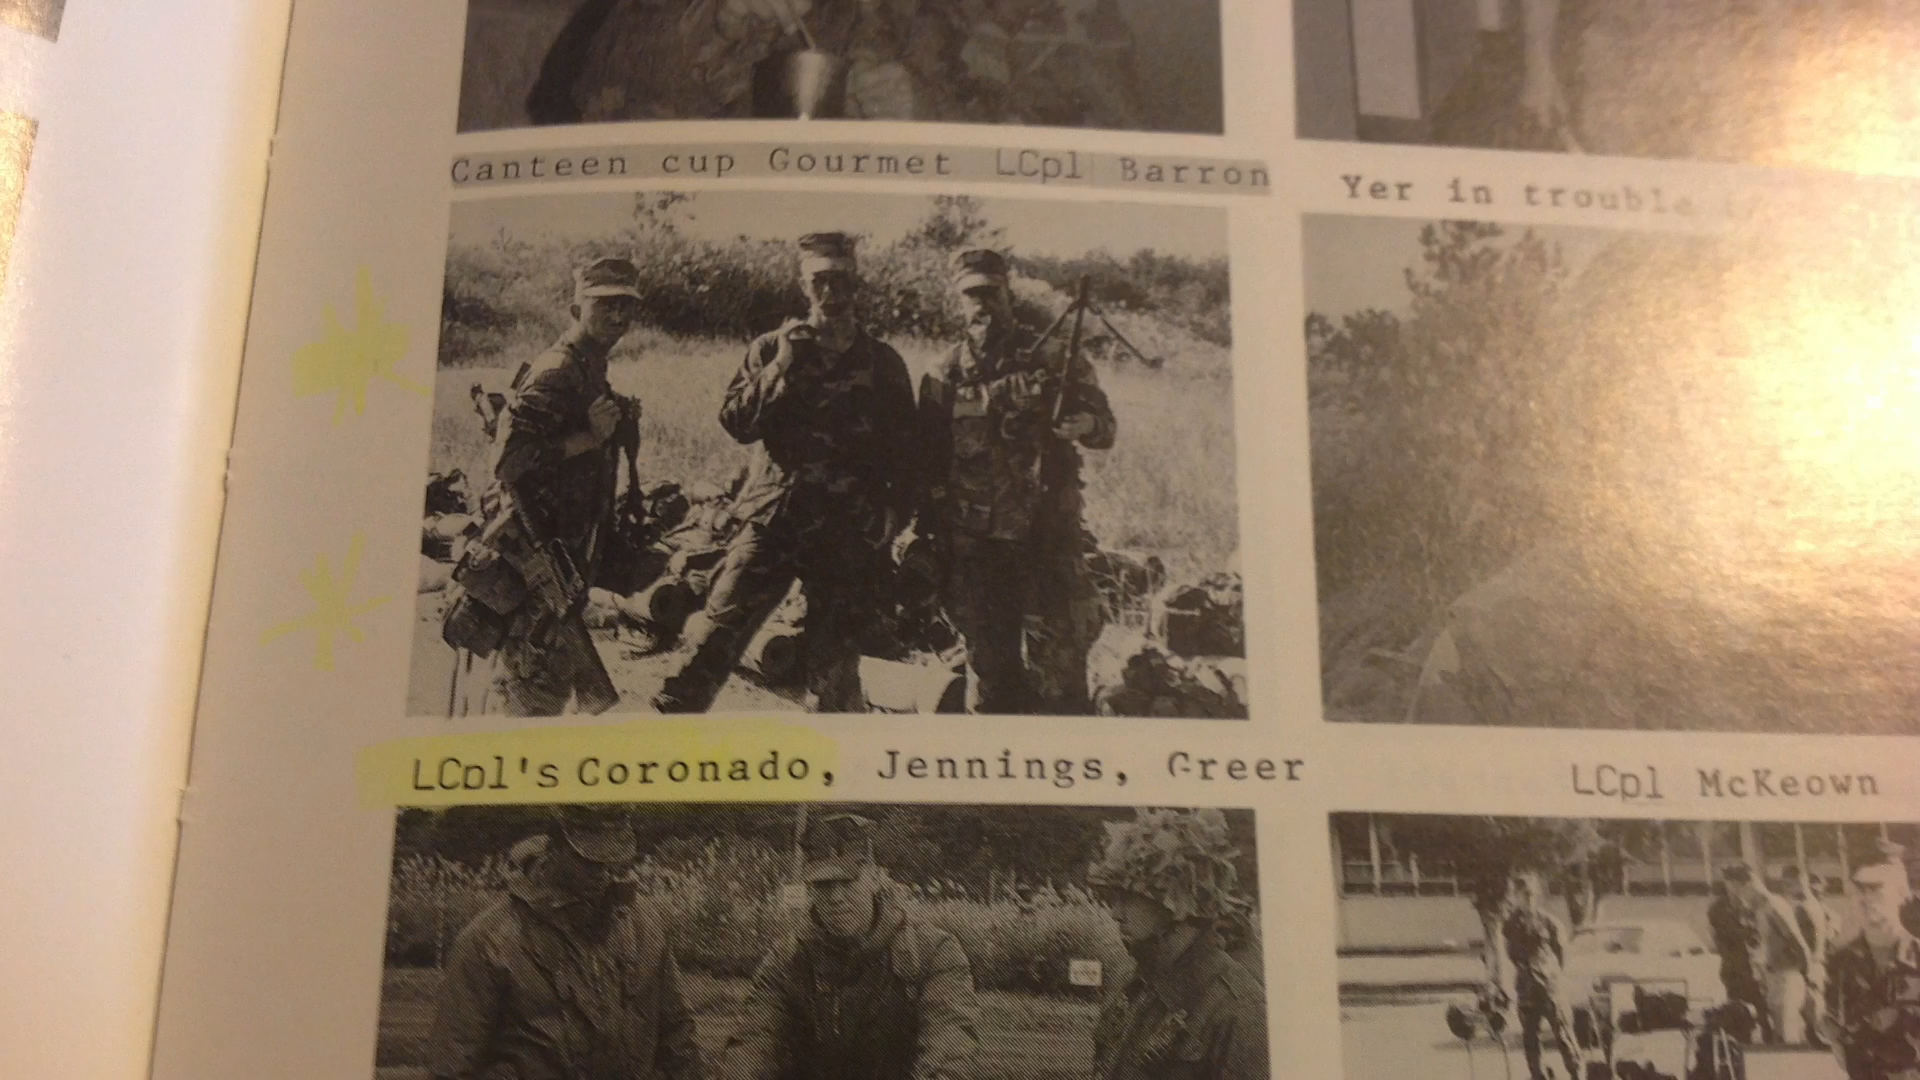 Canteen cup Gourmet LCpl Barron
Yer in trouble
LCpl's Coronado, Jennings, Greer
LCpl McKeown